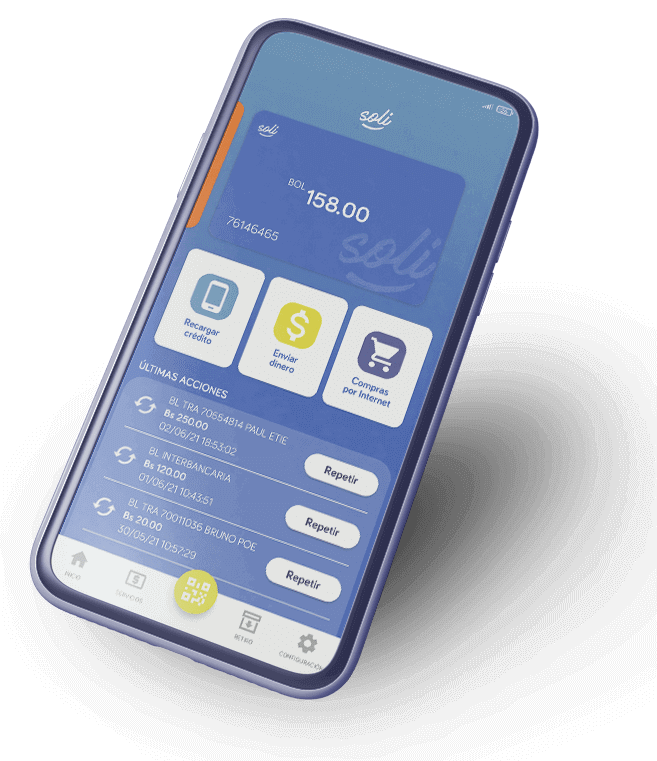 soli
soli
BOL 158.00
76146465
soli
Recargar
crédito
Enviar
dinero
Compras
por Internet
ÚLTIMAS ACCIONES
BL TRA 70554814 PAUL ETIE
Bs 250.00
02/06/21 18:53:02
Repetir
BL INTERBANCARIA
Bs 120.00
01/06/21 10:43:51
Repetir
BL TRA 70011036 BRUNO POE
Bs 20.00
30/05/21 10:57:29
Repetir
INICIO
SERVICIOS
RETIRO
CONFIGURACIÓN